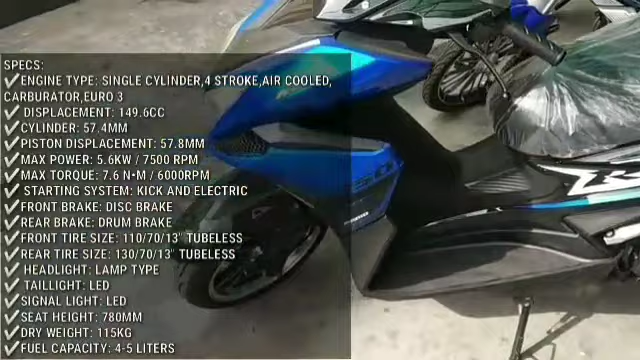 SPECS:
✓ENGINE TYPE: SINGLE CYLINDER,4 STROKE,AIR COOLED,
CARBURATOR,EURO 3
✓ DISPLACEMENT: 149.6CC
✓CYLINDER: 57.4MM
✓PISTON DISPLACEMENT: 57.8MM
✓MAX POWER: 5.6KW / 7500 RPM
✓MAX TORQUE: 7.6 N•M / 6000RPM
✓ STARTING SYSTEM: KICK AND ELECTRIC
✓FRONT BRAKE: DISC BRAKE
✓REAR BRAKE: DRUM BRAKE
✓FRONT TIRE SIZE: 110/70/13" TUBELESS
✓REAR TIRE SIZE: 130/70/13" TUBELESS
✓ HEADLIGHT: LAMP TYPE
✓ TAILLIGHT: LED
✓SIGNAL LIGHT: LED
✓SEAT HEIGHT: 780MM
✓DRY WEIGHT: 115KG
✓FUEL CAPACITY: 4-5 LITERS